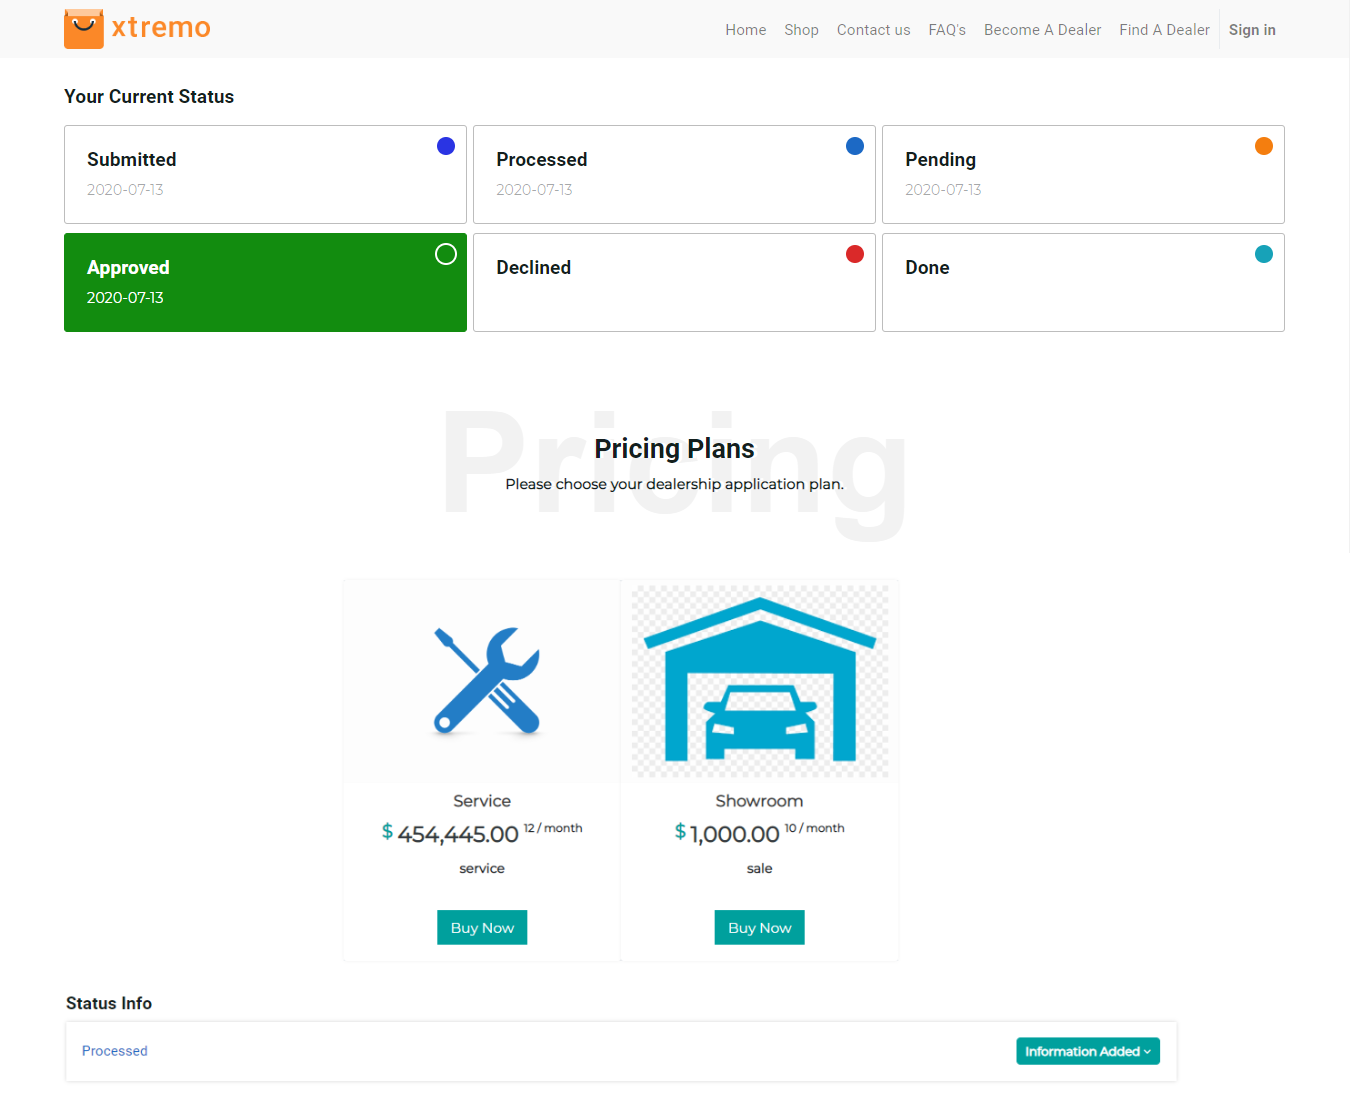 xtremo
Home Shop Contact us FAQ's Become A Dealer Find A Dealer Sign in
Your Current Status
Submitted
2020-07-13
Processed
2020-07-13
Pending
2020-07-13
Approved
2020-07-13
Declined
Done
Pricing
Pricing Plans
Please choose your dealership application plan.
Service
$ 454,445.00 12 / month
service
Buy Now
Showroom
$ 1,000.00 10 / month
sale
Buy Now
Status Info
Processed
Information Added